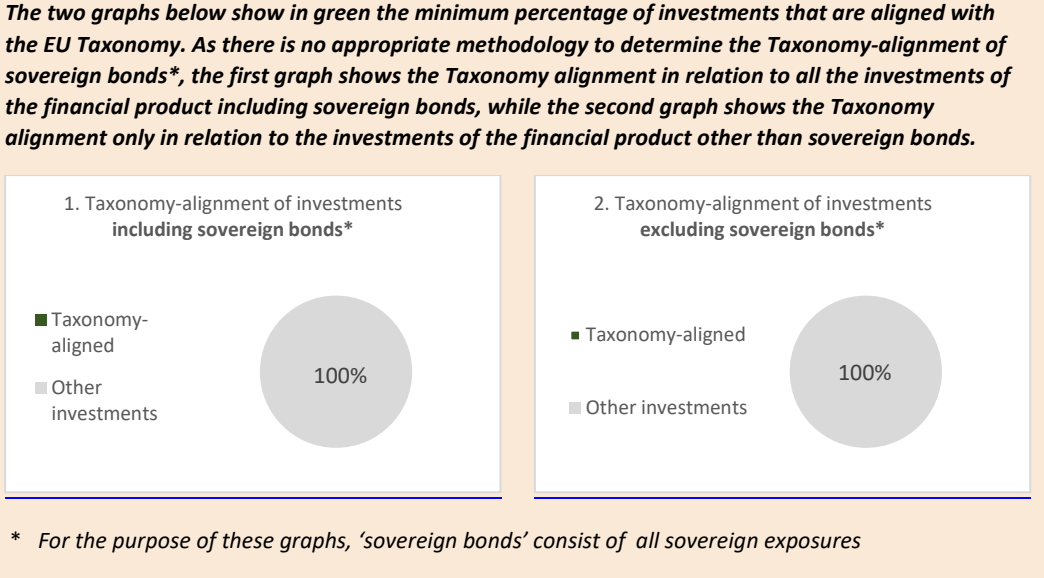 The two graphs below show in green the minimum percentage of investments that are aligned with
the EU Taxonomy. As there is no appropriate methodology to determine the Taxonomy-alignment of
sovereign bonds*, the first graph shows the Taxonomy alignment in relation to all the investments of
the financial product including sovereign bonds, while the second graph shows the Taxonomy
alignment only in relation to the investments of the financial product other than sovereign bonds.
1. Taxonomy-alignment of investments
including sovereign bonds*
Taxonomy-
aligned
Other
investments
100%
2. Taxonomy-alignment of investments
excluding sovereign bonds*
Taxonomy-aligned
Other investments
100%
* For the purpose of these graphs, ‘sovereign bonds’ consist of all sovereign exposures